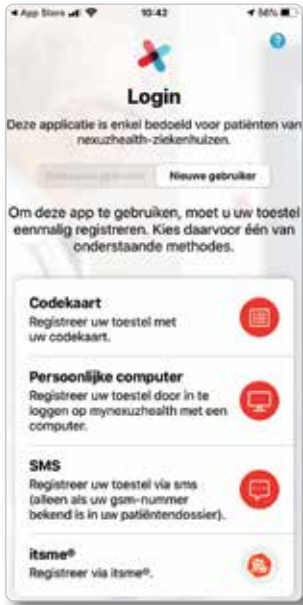 App Store
10:42
56%
?
Login
Deze applicatie is enkel bedoeld voor patiënten van
nexuzhealth-ziekenhuizen.
Nieuwe gebruiker
Om deze app te gebruiken, moet u uw toestel
eenmalig registreren. Kies daarvoor één van
onderstaande methodes.
Codekaart
Registreer uw toestel met
uw codekaart.
Persoonlijke computer
Registreer uw toestel door in te
loggen op mynexuzhealth met een
computer.
SMS
Registreer uw toestel via sms
(alleen als uw gsm-nummer
bekend is in uw patiëntendossier).
itsme®
Registreer via itsme®.